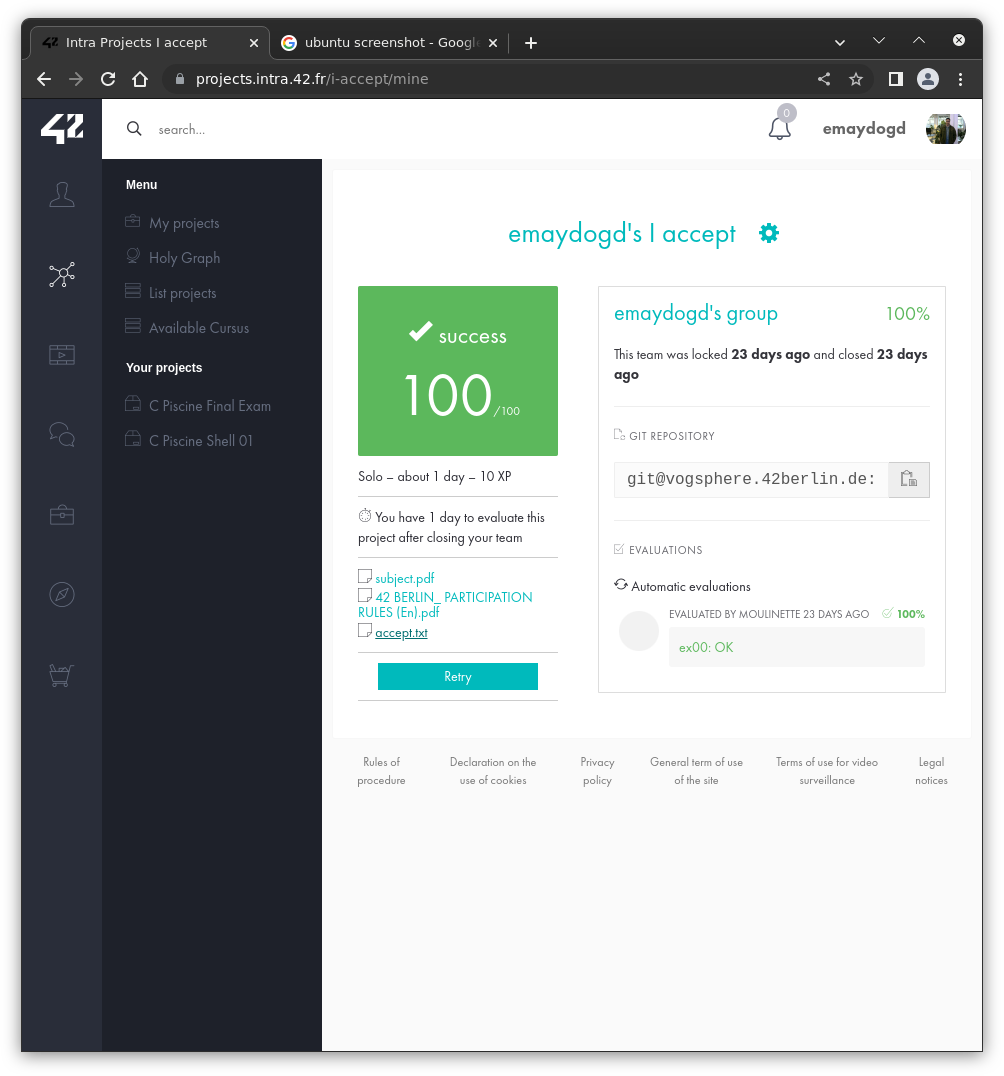 Intra Projects I accept
ubuntu screenshot - Googl
projects.intra.42.fr/i-accept/mine
42
search...
0
emaydogd
Menu
My projects
Holy Graph
List projects
Available Cursus
Your projects
C Piscine Final Exam
C Piscine Shell 01
emaydogd's I accept
success
100/100
Solo – about 1 day – 10 XP
You have 1 day to evaluate this
project after closing your team
subject.pdf
42 BERLIN_ PARTICIPATION
RULES (En).pdf
accept.txt
Retry
emaydogd's group
100%
This team was locked 23 days ago and closed 23 days
ago
GIT REPOSITORY
git@vogsphere.42berlin.de:
EVALUATIONS
Automatic evaluations
EVALUATED BY MOULINETTE 23 DAYS AGO
100%
ex00: OK
Rules of
procedure
Declaration on the
use of cookies
Privacy
policy
General term of use
of the site
Terms of use for video
surveillance
Legal
notices